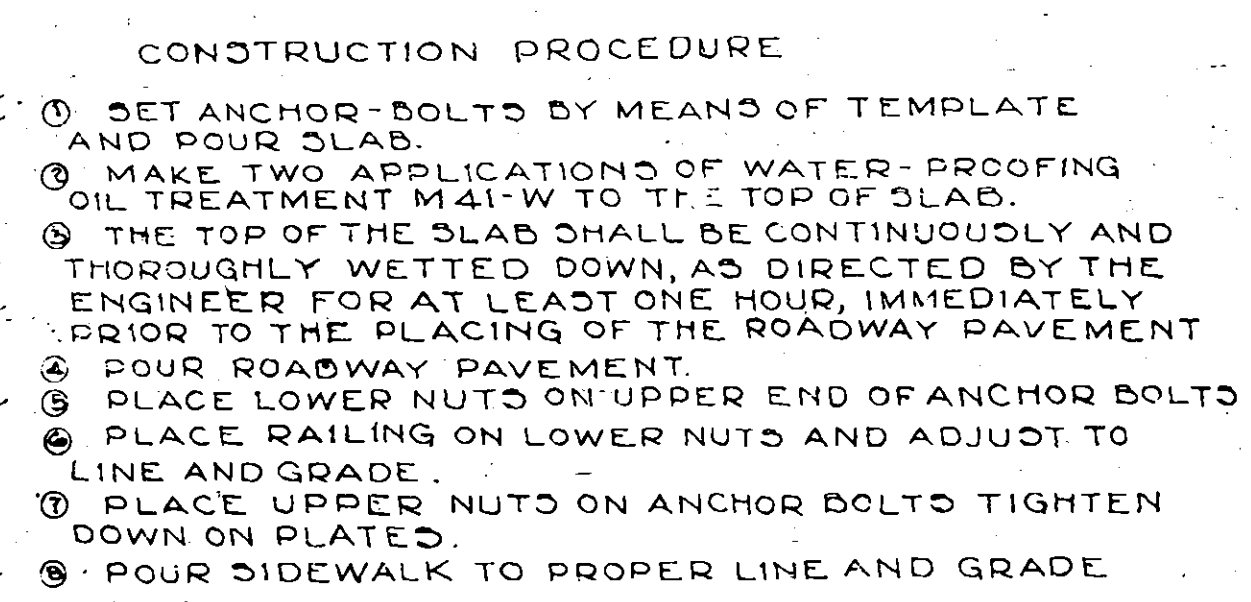 CONSTRUCTION PROCEDURE
① SET ANCHOR-BOLTS BY MEANS OF TEMPLATE
AND POUR SLAB.
② MAKE TWO APPLICATIONS OF WATER-PROOFING
OIL TREATMENT M41-W TO THE TOP OF SLAB.
③ THE TOP OF THE SLAB SHALL BE CONTINUOUSLY AND
THOROUGHLY WETTED DOWN, AS DIRECTED BY THE
ENGINEER FOR AT LEAST ONE HOUR, IMMEDIATELY
PRIOR TO THE PLACING OF THE ROADWAY PAVEMENT
④ POUR ROADWAY PAVEMENT.
⑤ PLACE LOWER NUTS ON UPPER END OF ANCHOR BOLTS
⑥ PLACE RAILING ON LOWER NUTS AND ADJUST TO
LINE AND GRADE.
⑦ PLACE UPPER NUTS ON ANCHOR BOLTS TIGHTEN
DOWN ON PLATES.
⑧ POUR SIDEWALK TO PROPER LINE AND GRADE